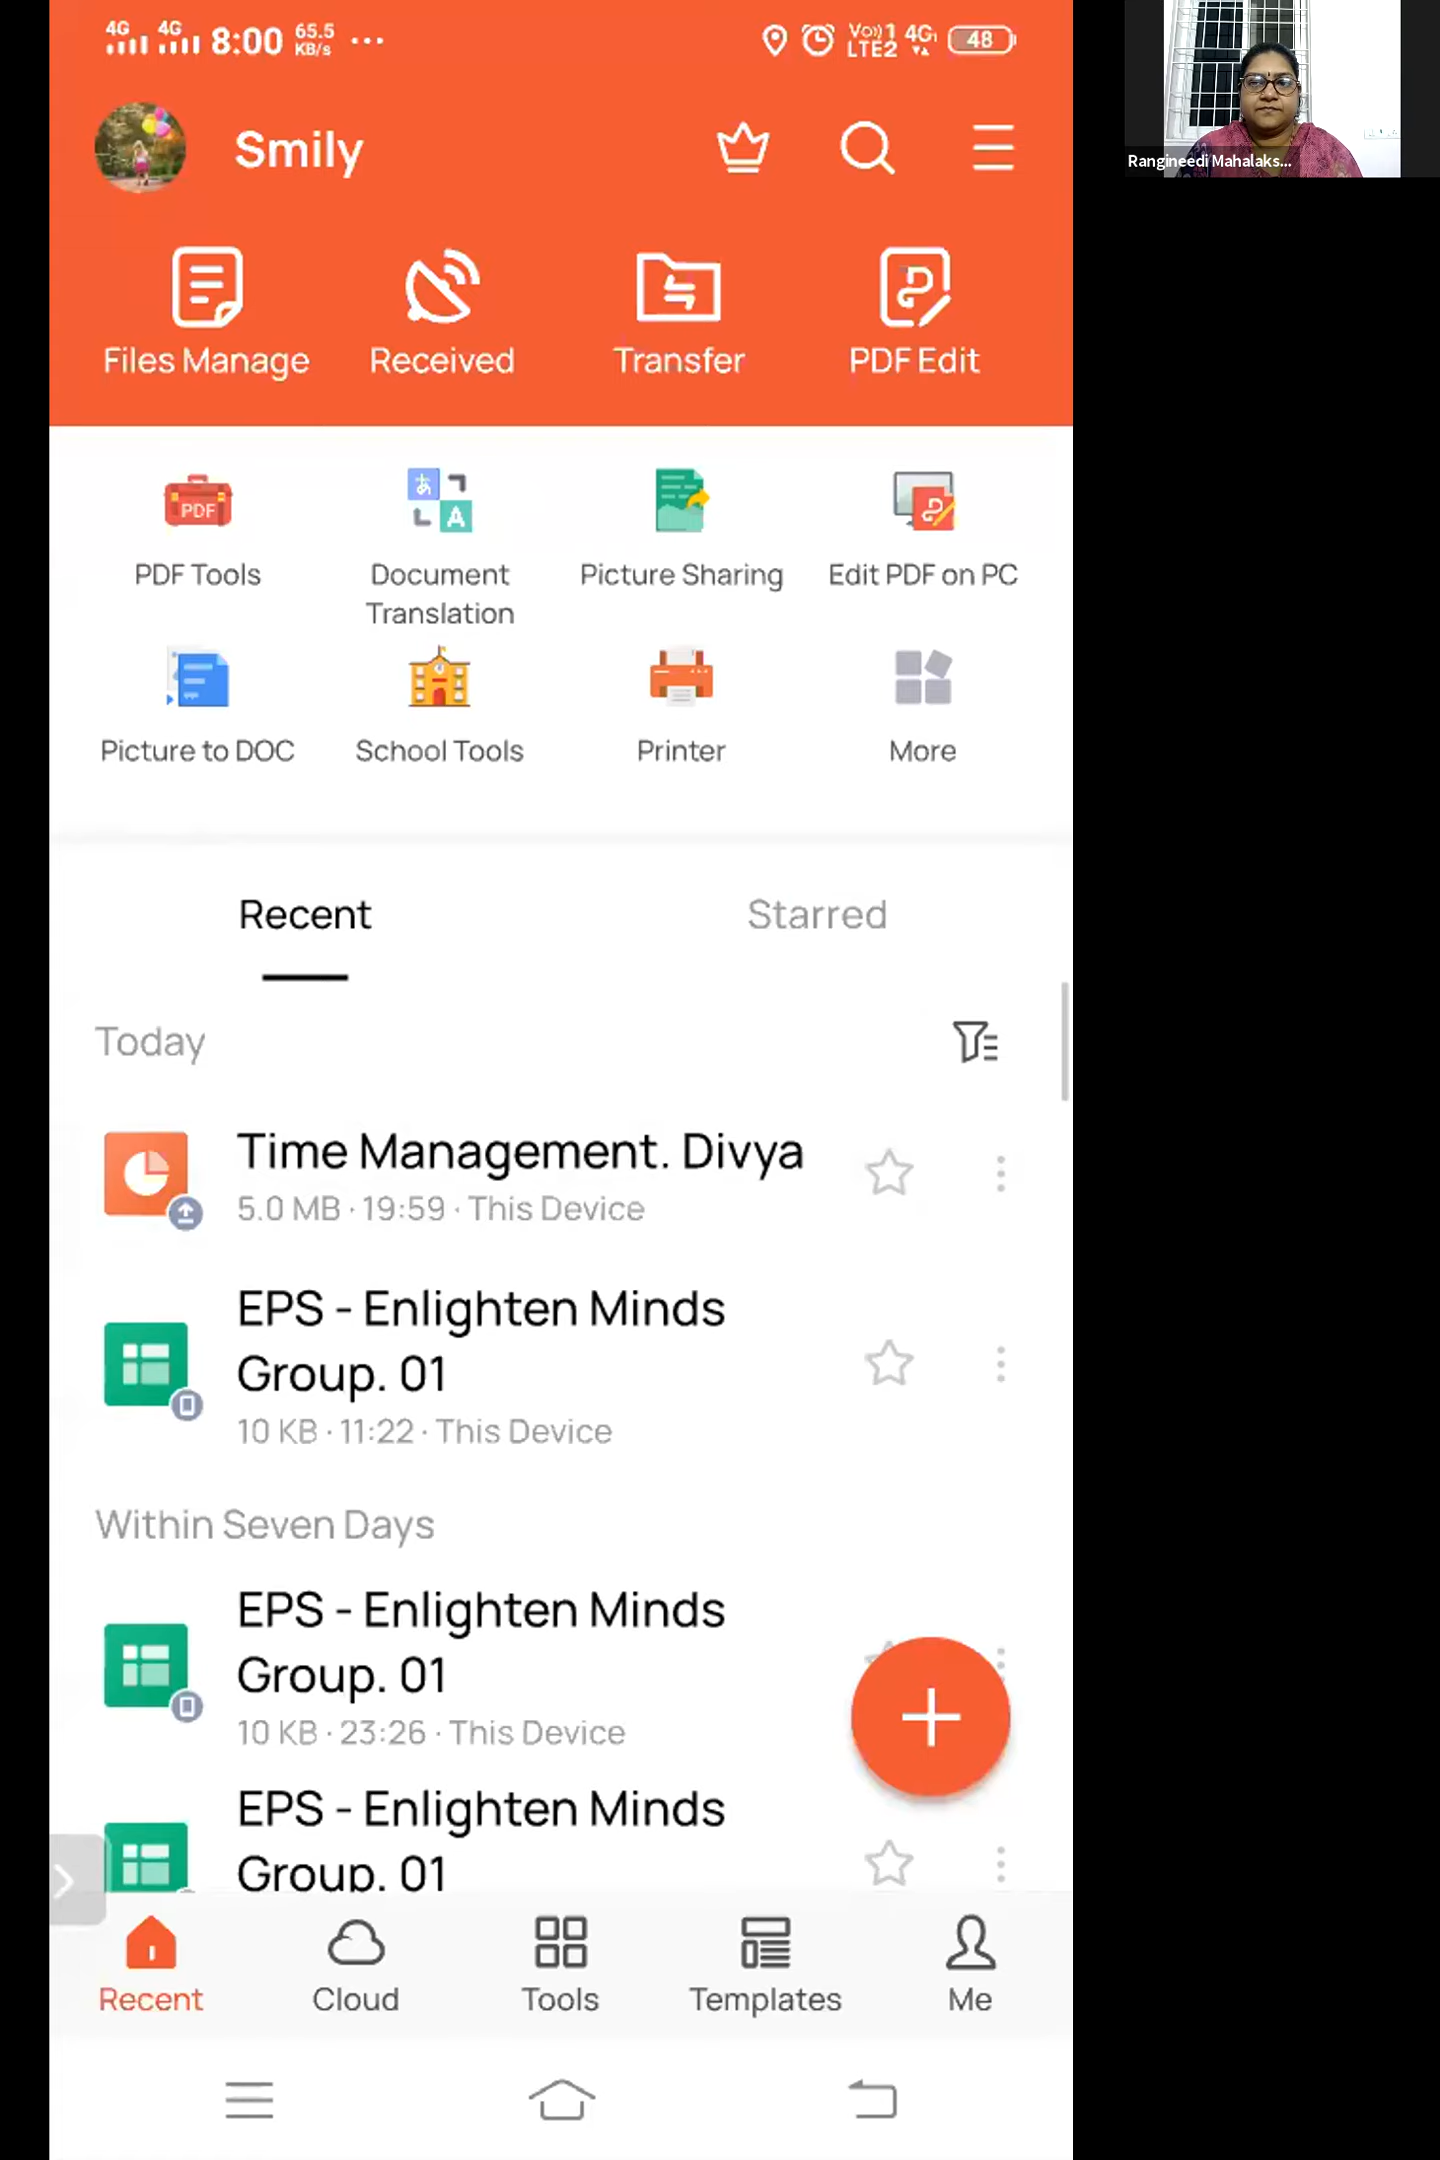 4G 4G 8:00 65.5 KB/s ... Vo)) 1 LTE2 4G 48
Rangineedi Mahalaks...
Smily
Files Manage Received Transfer PDF Edit
PDF あ A
PDF Tools Document Translation Picture Sharing Edit PDF on PC
Picture to DOC School Tools Printer More
Recent Starred
Today
Time Management. Divya
5.0 MB · 19:59 · This Device
EPS - Enlighten Minds
Group. 01
10 KB · 11:22 · This Device
Within Seven Days
EPS - Enlighten Minds
Group. 01
10 KB · 23:26 · This Device
EPS - Enlighten Minds
Group. 01
Recent Cloud Tools Templates Me